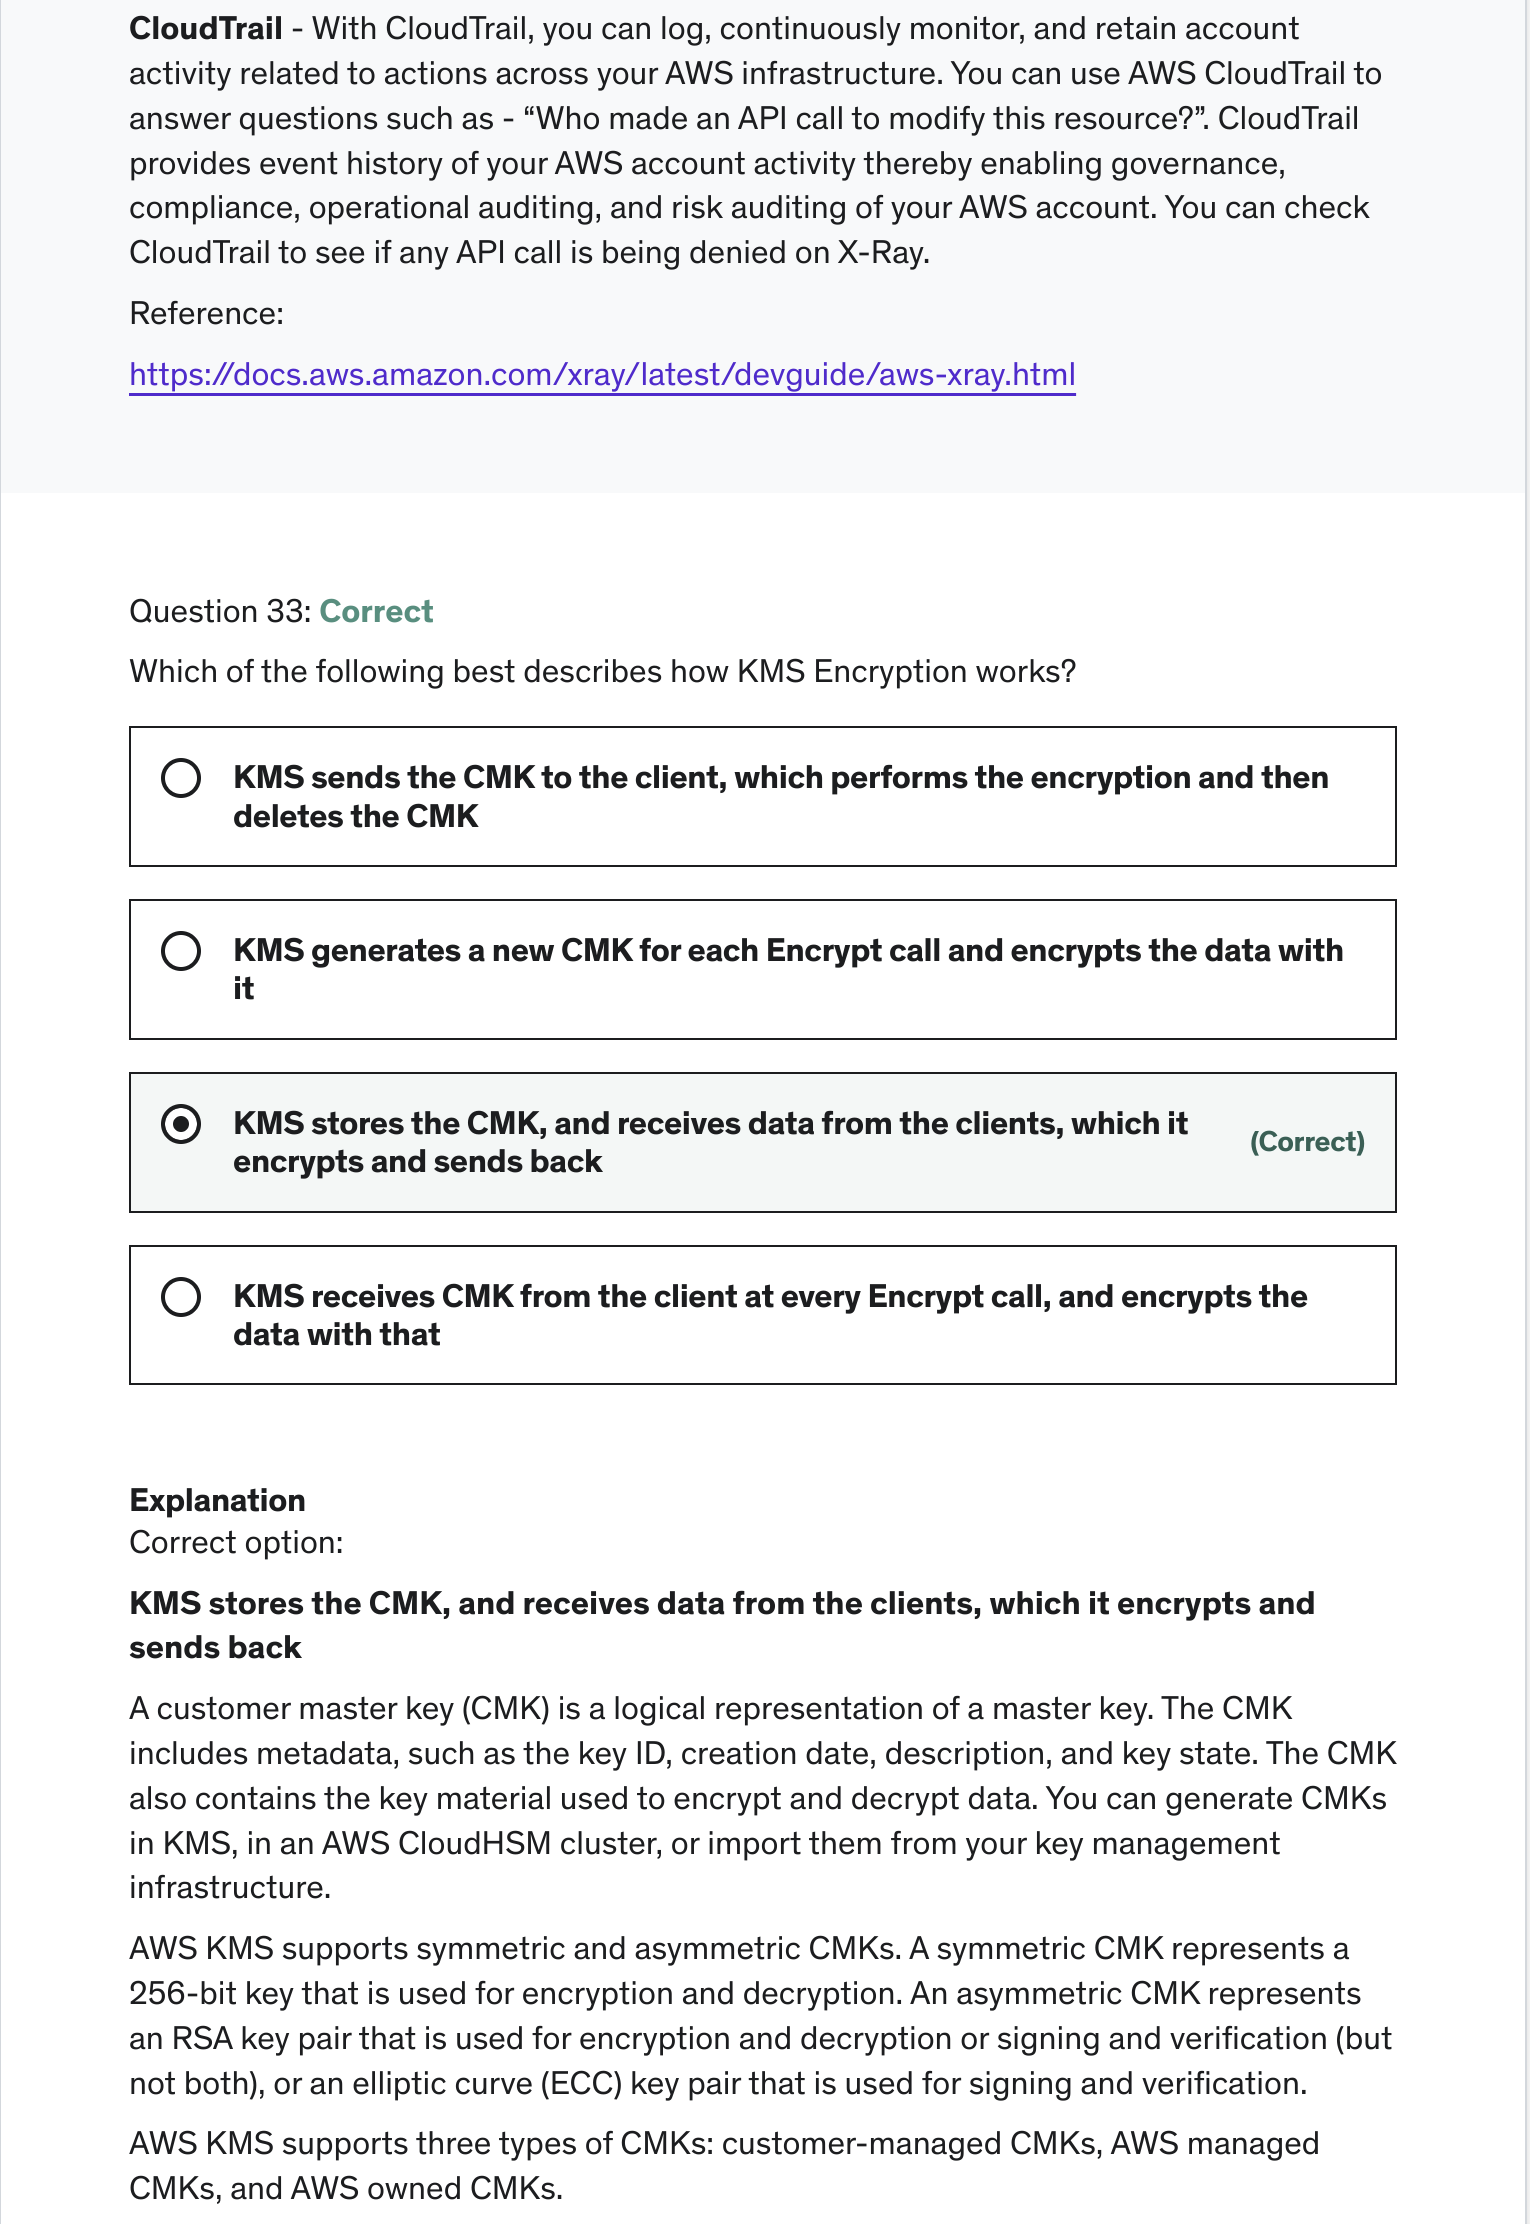 CloudTrail - With CloudTrail, you can log, continuously monitor, and retain account
activity related to actions across your AWS infrastructure. You can use AWS CloudTrail to
answer questions such as - “Who made an API call to modify this resource?”. CloudTrail
provides event history of your AWS account activity thereby enabling governance,
compliance, operational auditing, and risk auditing of your AWS account. You can check
CloudTrail to see if any API call is being denied on X-Ray.
Reference:
https://docs.aws.amazon.com/xray/latest/devguide/aws-xray.html
Question 33: Correct
Which of the following best describes how KMS Encryption works?
KMS sends the CMK to the client, which performs the encryption and then
deletes the CMK
KMS generates a new CMK for each Encrypt call and encrypts the data with
it
KMS stores the CMK, and receives data from the clients, which it
encrypts and sends back
(Correct)
KMS receives CMK from the client at every Encrypt call, and encrypts the
data with that
Explanation
Correct option:
KMS stores the CMK, and receives data from the clients, which it encrypts and
sends back
A customer master key (CMK) is a logical representation of a master key. The CMK
includes metadata, such as the key ID, creation date, description, and key state. The CMK
also contains the key material used to encrypt and decrypt data. You can generate CMKs
in KMS, in an AWS CloudHSM cluster, or import them from your key management
infrastructure.
AWS KMS supports symmetric and asymmetric CMKs. A symmetric CMK represents a
256-bit key that is used for encryption and decryption. An asymmetric CMK represents
an RSA key pair that is used for encryption and decryption or signing and verification (but
not both), or an elliptic curve (ECC) key pair that is used for signing and verification.
AWS KMS supports three types of CMKs: customer-managed CMKs, AWS managed
CMKs, and AWS owned CMKs.